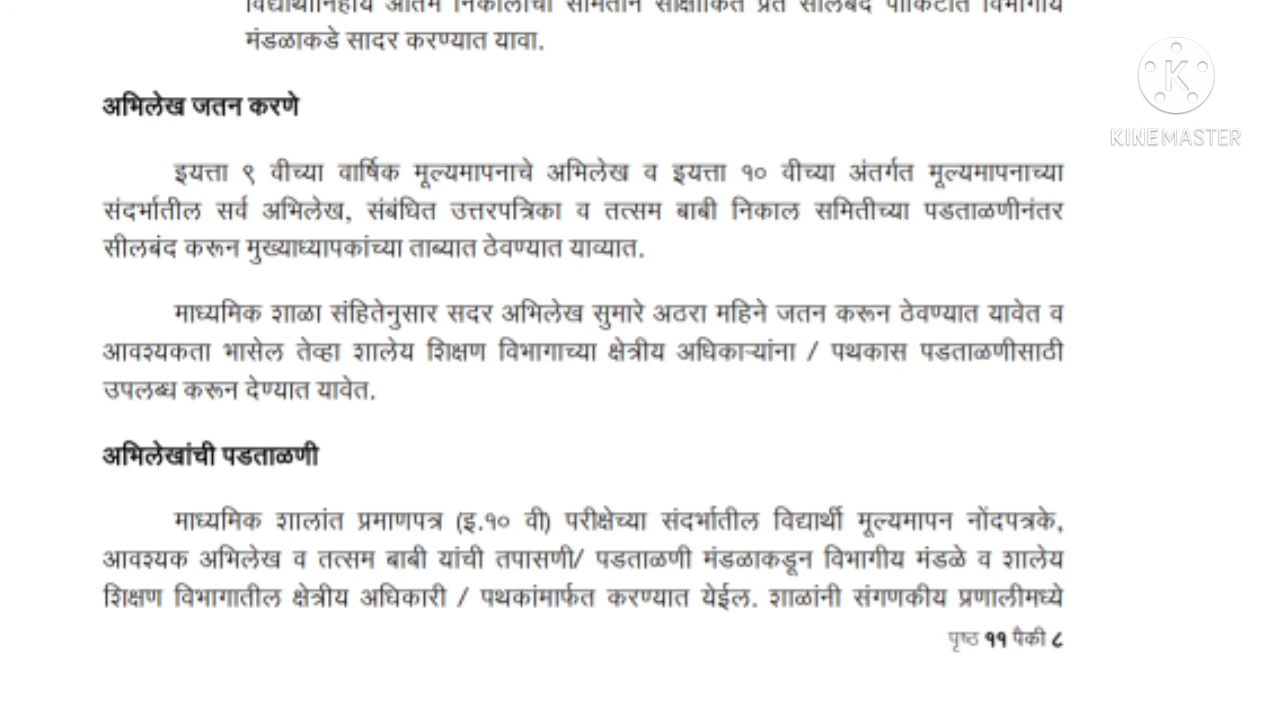 विद्यार्थीनिहाय अंतिम निकालाची समितीने साक्षांकित प्रत सीलबंद पाकिटात विभागीय
मंडळाकडे सादर करण्यात यावा.
KINEMASTER
अभिलेख जतन करणे
इयत्ता ९ वीच्या वार्षिक मूल्यमापनाचे अभिलेख व इयत्ता १० वीच्या अंतर्गत मूल्यमापनाच्या
संदर्भातील सर्व अभिलेख, संबंधित उत्तरपत्रिका व तत्सम बाबी निकाल समितीच्या पडताळणीनंतर
सीलबंद करून मुख्याध्यापकांच्या ताब्यात ठेवण्यात याव्यात.
माध्यमिक शाळा संहितेनुसार सदर अभिलेख सुमारे अठरा महिने जतन करून ठेवण्यात यावेत व
आवश्यकता भासेल तेव्हा शालेय शिक्षण विभागाच्या क्षेत्रीय अधिकाऱ्यांना / पथकास पडताळणीसाठी
उपलब्ध करून देण्यात यावेत.
अभिलेखांची पडताळणी
माध्यमिक शालांत प्रमाणपत्र (इ.१० वी) परीक्षेच्या संदर्भातील विद्यार्थी मूल्यमापन नोंदपत्रके,
आवश्यक अभिलेख व तत्सम बाबी यांची तपासणी/ पडताळणी मंडळाकडून विभागीय मंडळे व शालेय
शिक्षण विभागातील क्षेत्रीय अधिकारी / पथकांमार्फत करण्यात येईल. शाळांनी संगणकीय प्रणालीमध्ये
पृष्ठ ११ पैकी ८